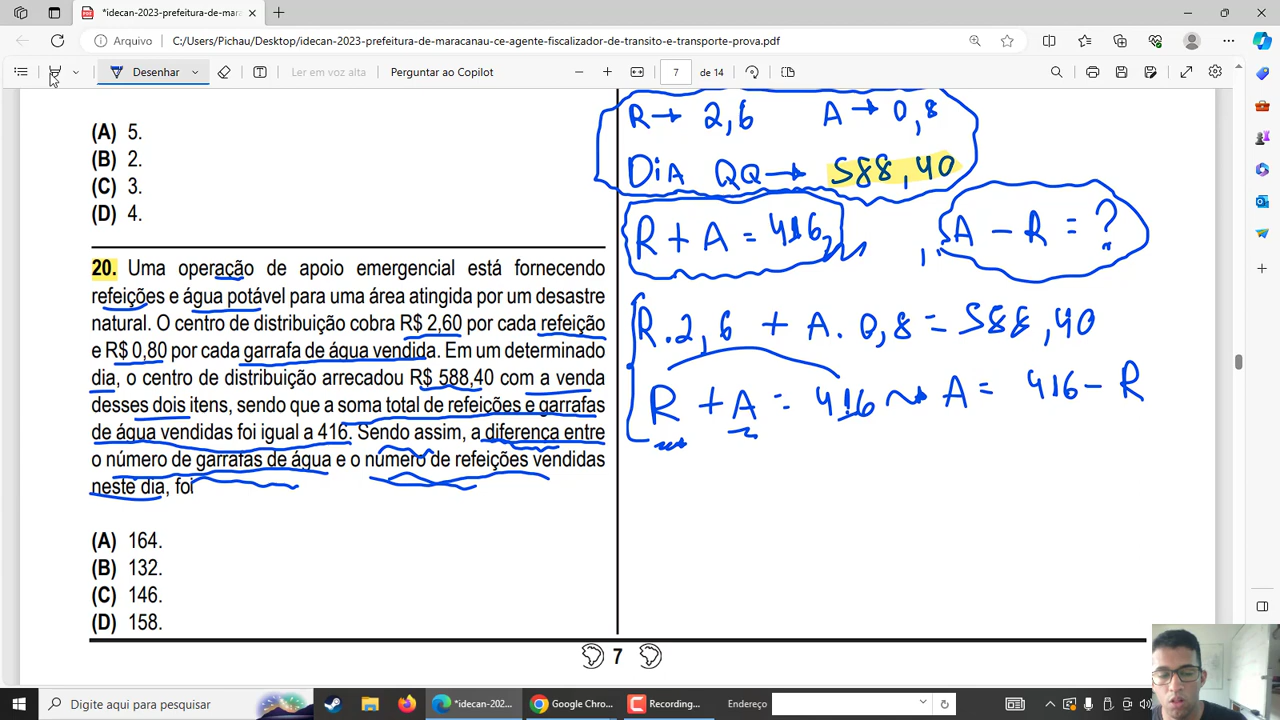 *idecan-2023-prefeitura-de-mara
Arquivo
C:/Users/Pichau/Desktop/idecan-2023-prefeitura-de-maracanau-ce-agente-fiscalizador-de-transito-e-transporte-prova.pdf
Desenhar
Ler em voz alta
Perguntar ao Copilot
7
de 14
(A) 5.
(B) 2.
(C) 3.
(D) 4.
20. Uma operação de apoio emergencial está fornecendo
refeições e água potável para uma área atingida por um desastre
natural. O centro de distribuição cobra R$ 2,60 por cada refeição
e R$ 0,80 por cada garrafa de água vendida. Em um determinado
dia, o centro de distribuição arrecadou R$ 588,40 com a venda
desses dois itens, sendo que a soma total de refeições e garrafas
de água vendidas foi igual a 416. Sendo assim, a diferença entre
o número de garrafas de água e o número de refeições vendidas
neste dia, foi
(A) 164.
(B) 132.
(C) 146.
(D) 158.
7
R → 2,6 A → 0,8
DiA QQ → 588,40
R + A = 416
A - R = ?
R.2,6 + A.0,8 = 588,40
R + A = 416 → A = 416 - R
Digite aqui para pesquisar
*idecan-202...
Google Chro...
Recording...
Endereço